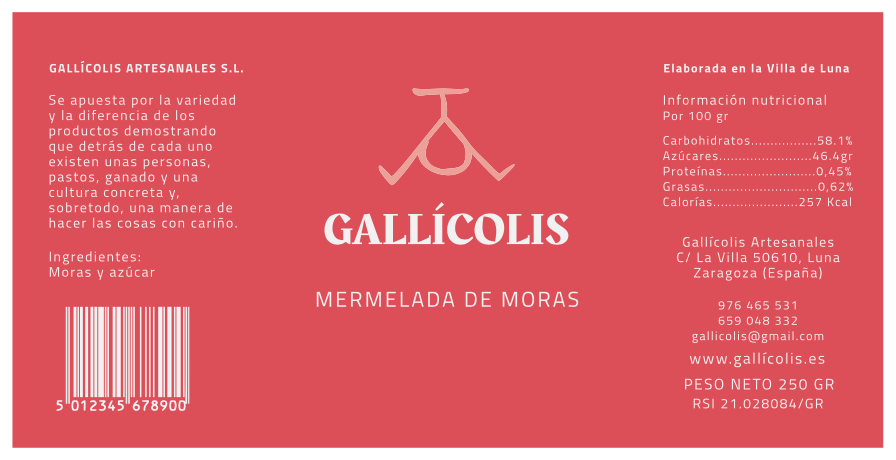 GALLÍCOLIS ARTESANALES S.L.
Se apuesta por la variedad
y la diferencia de los
productos demostrando
que detrás de cada uno
existen unas personas,
pastos, ganado y una
cultura concreta y,
sobretodo, una manera de
hacer las cosas con cariño.
Ingredientes:
Moras y azúcar
5 012345 678900
GALLÍCOLIS
MERMELADA DE MORAS
Elaborada en la Villa de Luna
Información nutricional
Por 100 gr
Carbohidratos.................58.1%
Azúcares........................46.4gr
Proteínas........................0,45%
Grasas.............................0,62%
Calorías......................257 Kcal
Gallícolis Artesanales
C/ La Villa 50610, Luna
Zaragoza (España)
976 465 531
659 048 332
gallicolis@gmail.com
www.gallícolis.es
PESO NETO 250 GR
RSI 21.028084/GR